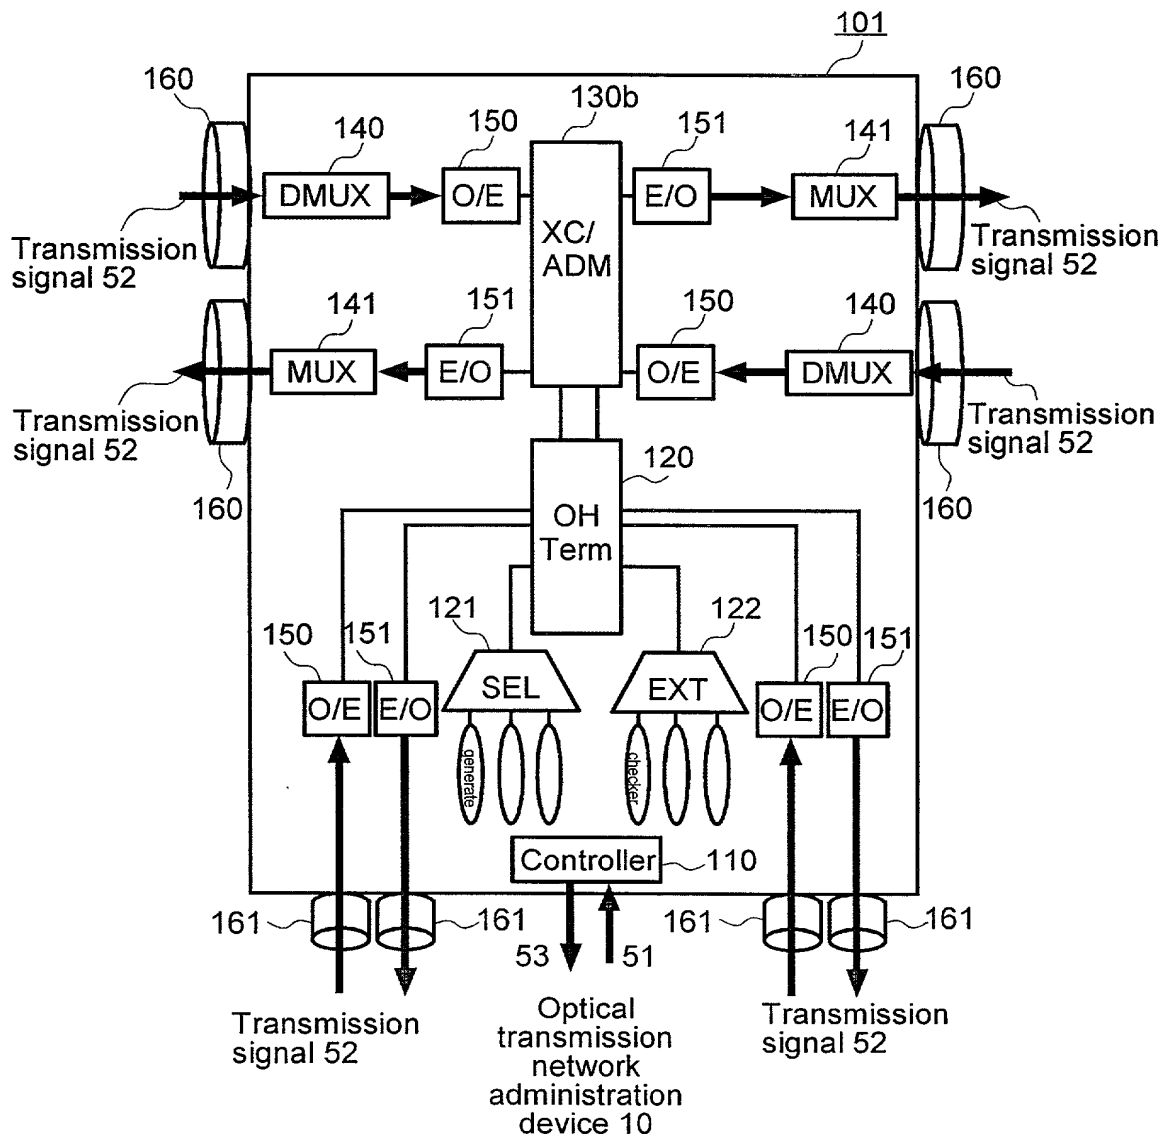 101
160
140
150
130b
151
141
160
DMUX
O/E
XC/
ADM
E/O
MUX
Transmission
signal 52
Transmission
signal 52
141
151
150
140
MUX
E/O
O/E
DMUX
Transmission
signal 52
Transmission
signal 52
160
120
160
OH
Term
150
151
121
122
150
151
O/E
E/O
SEL
EXT
O/E
E/O
generate
checker
Controller
110
161
161
161
161
53
51
Transmission
signal 52
Optical
transmission
network
administration
device 10
Transmission
signal 52